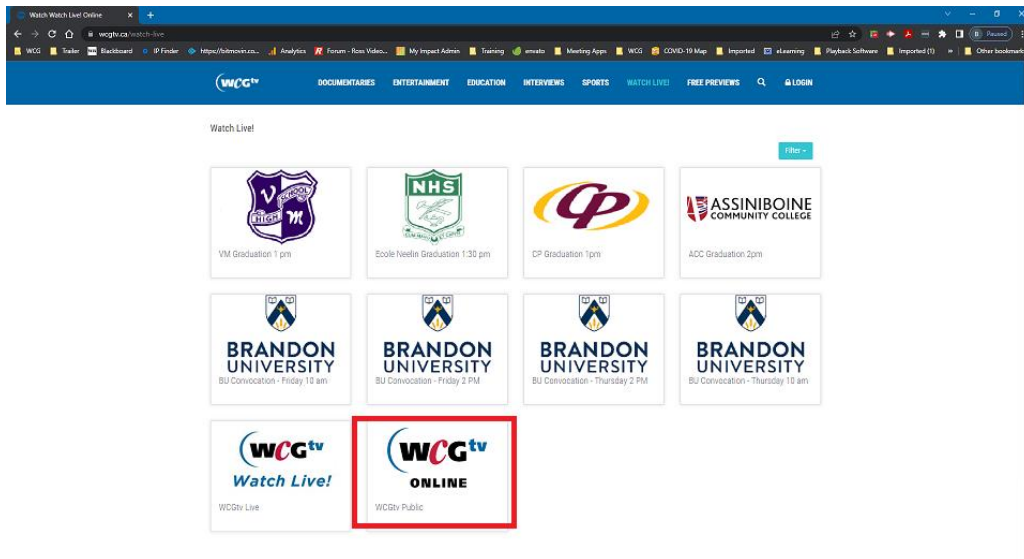 Watch Watch Live! Online
wcgtv.ca/watch-live
Paused
WCG Trailer Blackboard IP Finder https://bitmovin.co... Analytics Forum - Ross Video... My Impact Admin Training envato Meeting Apps WCG COVID-19 Map Imported eLearning Playback Software Imported (1) » Other bookmark
WCGtv DOCUMENTARIES ENTERTAINMENT EDUCATION INTERVIEWS SPORTS WATCH LIVE! FREE PREVIEWS LOGIN
Watch Live!
Filter
V SCHOOL HIGH M
NHS
CP
ASSINIBOINE
COMMUNITY COLLEGE
VM Graduation 1 pm
Ecole Neelin Graduation 1:30 pm
CP Graduation 1pm
ACC Graduation 2pm
BRANDON
UNIVERSITY
BU Convocation - Friday 10 am
BRANDON
UNIVERSITY
BU Convocation - Friday 2 PM
BRANDON
UNIVERSITY
BU Convocation - Thursday 2 PM
BRANDON
UNIVERSITY
BU Convocation - Thursday 10 am
WCGtv
Watch Live!
WCGtv Live
WCGtv
ONLINE
WCGtv Public